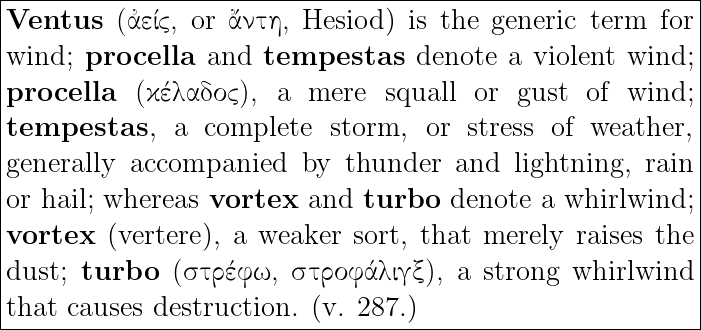 Ventus (ἀείς, or ἄντη, Hesiod) is the generic term for
wind; procella and tempestas denote a violent wind;
procella (κέλαδος), a mere squall or gust of wind;
tempestas, a complete storm, or stress of weather,
generally accompanied by thunder and lightning, rain
or hail; whereas vortex and turbo denote a whirlwind;
vortex (vertere), a weaker sort, that merely raises the
dust; turbo (στρέφω, στροφάλιγξ), a strong whirlwind
that causes destruction. (v. 287.)